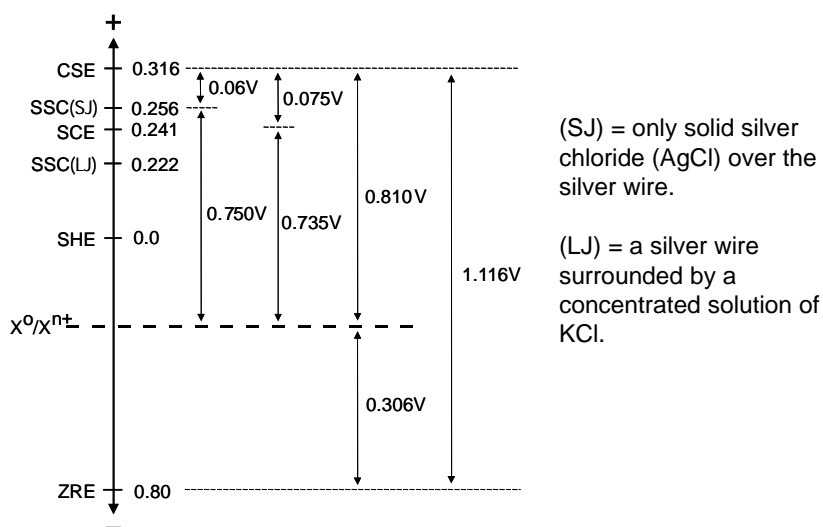 +
CSE 0.316
0.06V
0.075V
SSC(SJ) 0.256
SCE 0.241
SSC(LJ) 0.222
0.750V
0.735V
0.810V
SHE 0.0
1.116V
Xo/Xn+
0.306V
ZRE 0.80
–
(SJ) = only solid silver
chloride (AgCl) over the
silver wire.
(LJ) = a silver wire
surrounded by a
concentrated solution of
KCl.